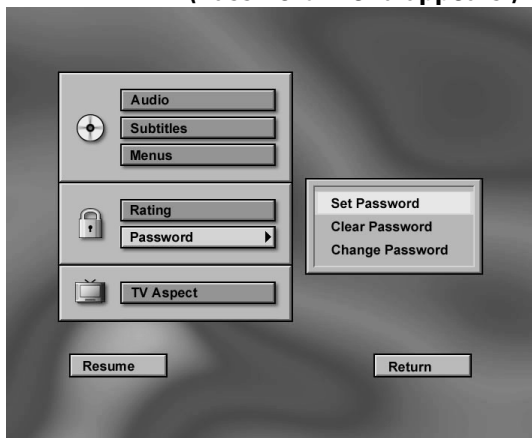 Audio
Subtitles
Menus
Rating
Password
Set Password
Clear Password
Change Password
TV Aspect
Resume
Return